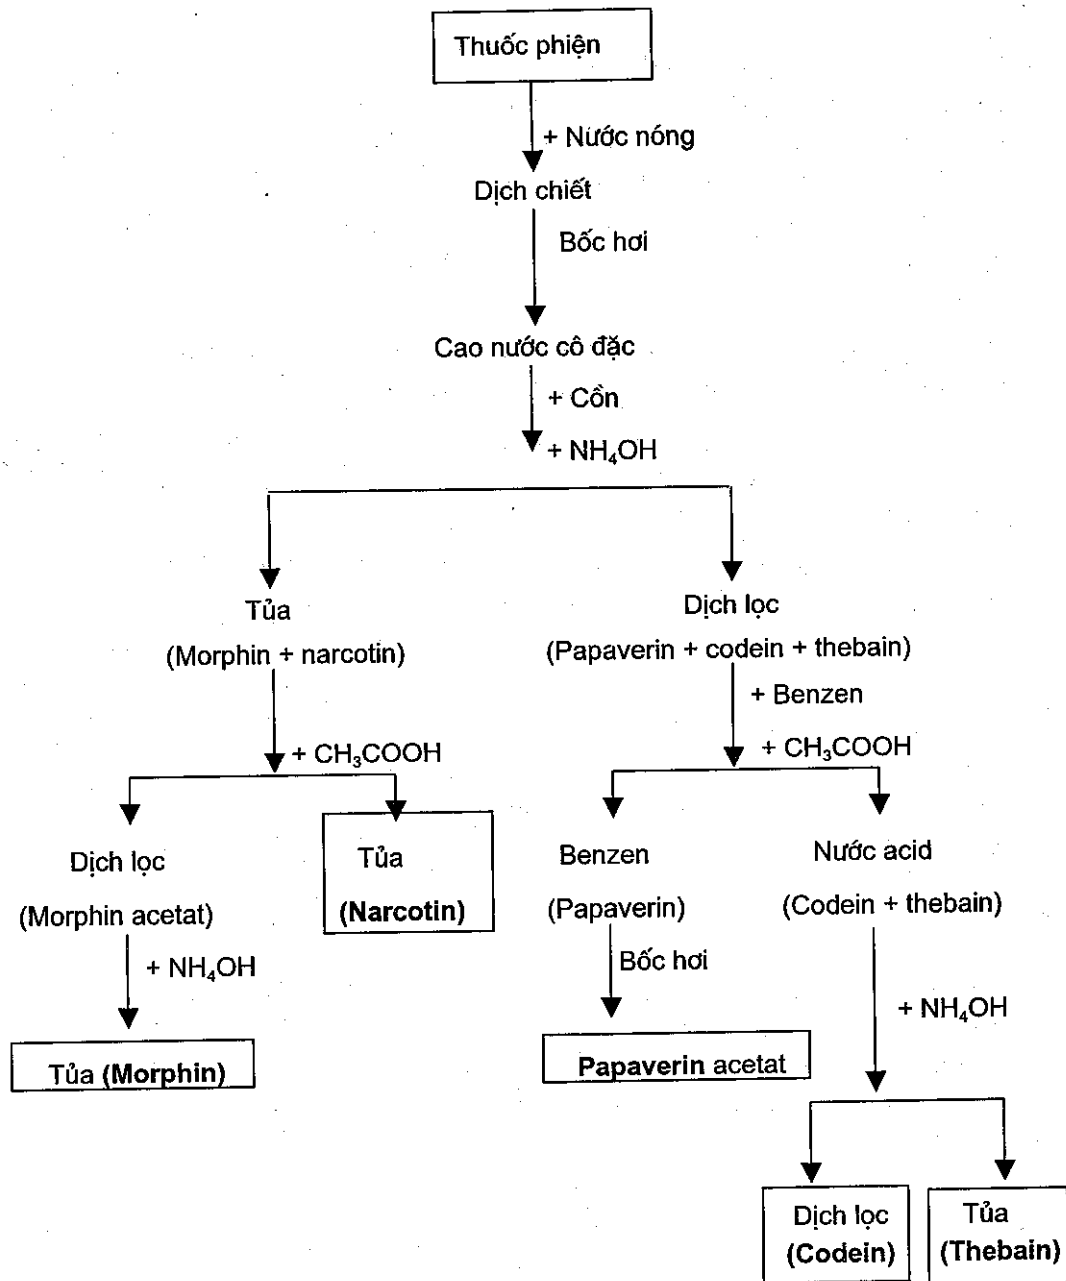 Thuốc phiện
+ Nước nóng
Dịch chiết
Bốc hơi
Cao nước cô đặc
+ Cồn
+ NH₄OH
Tủa
(Morphin + narcotin)
Dịch lọc
(Papaverin + codein + thebain)
+ Benzen
+ CH₃COOH
+ CH₃COOH
Dịch lọc
(Morphin acetat)
Tủa
(Narcotin)
Benzen
(Papaverin)
Nước acid
(Codein + thebain)
+ NH₄OH
Bốc hơi
+ NH₄OH
Tủa (Morphin)
Papaverin acetat
Dịch lọc
(Codein)
Tủa
(Thebain)